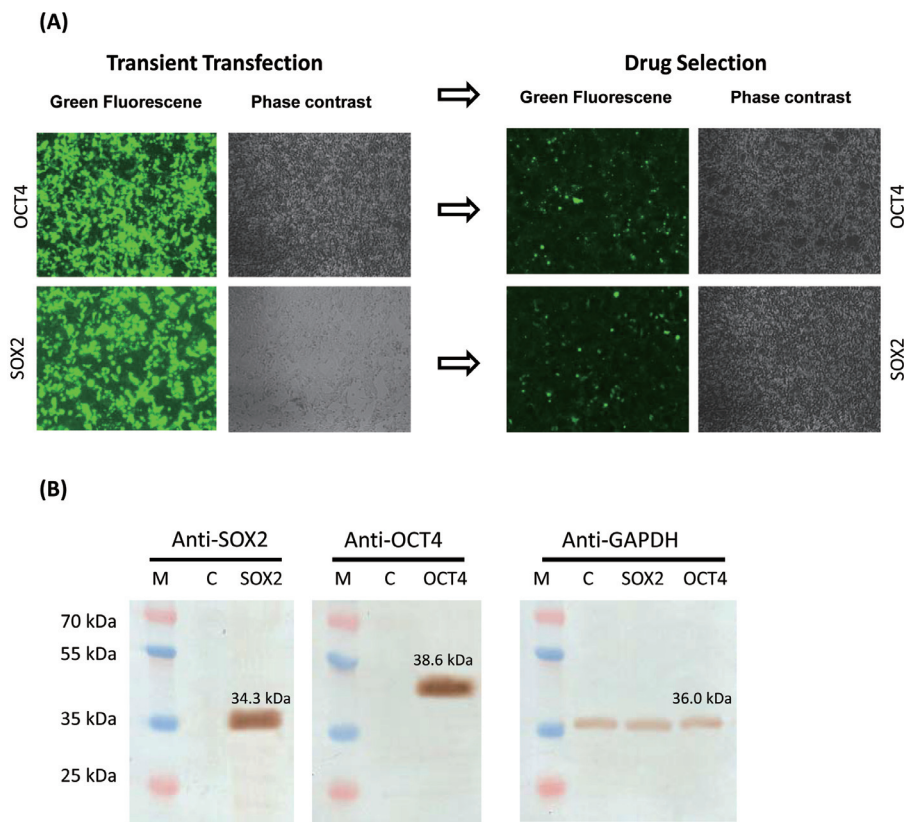 (A)
Transient Transfection
Drug Selection
Green Fluorescene
Phase contrast
Green Fluorescene
Phase contrast
OCT4
OCT4
SOX2
SOX2
(B)
Anti-SOX2
Anti-OCT4
Anti-GAPDH
M C SOX2
M C OCT4
M C SOX2 OCT4
70 kDa
55 kDa
38.6 kDa
34.3 kDa
36.0 kDa
35 kDa
25 kDa